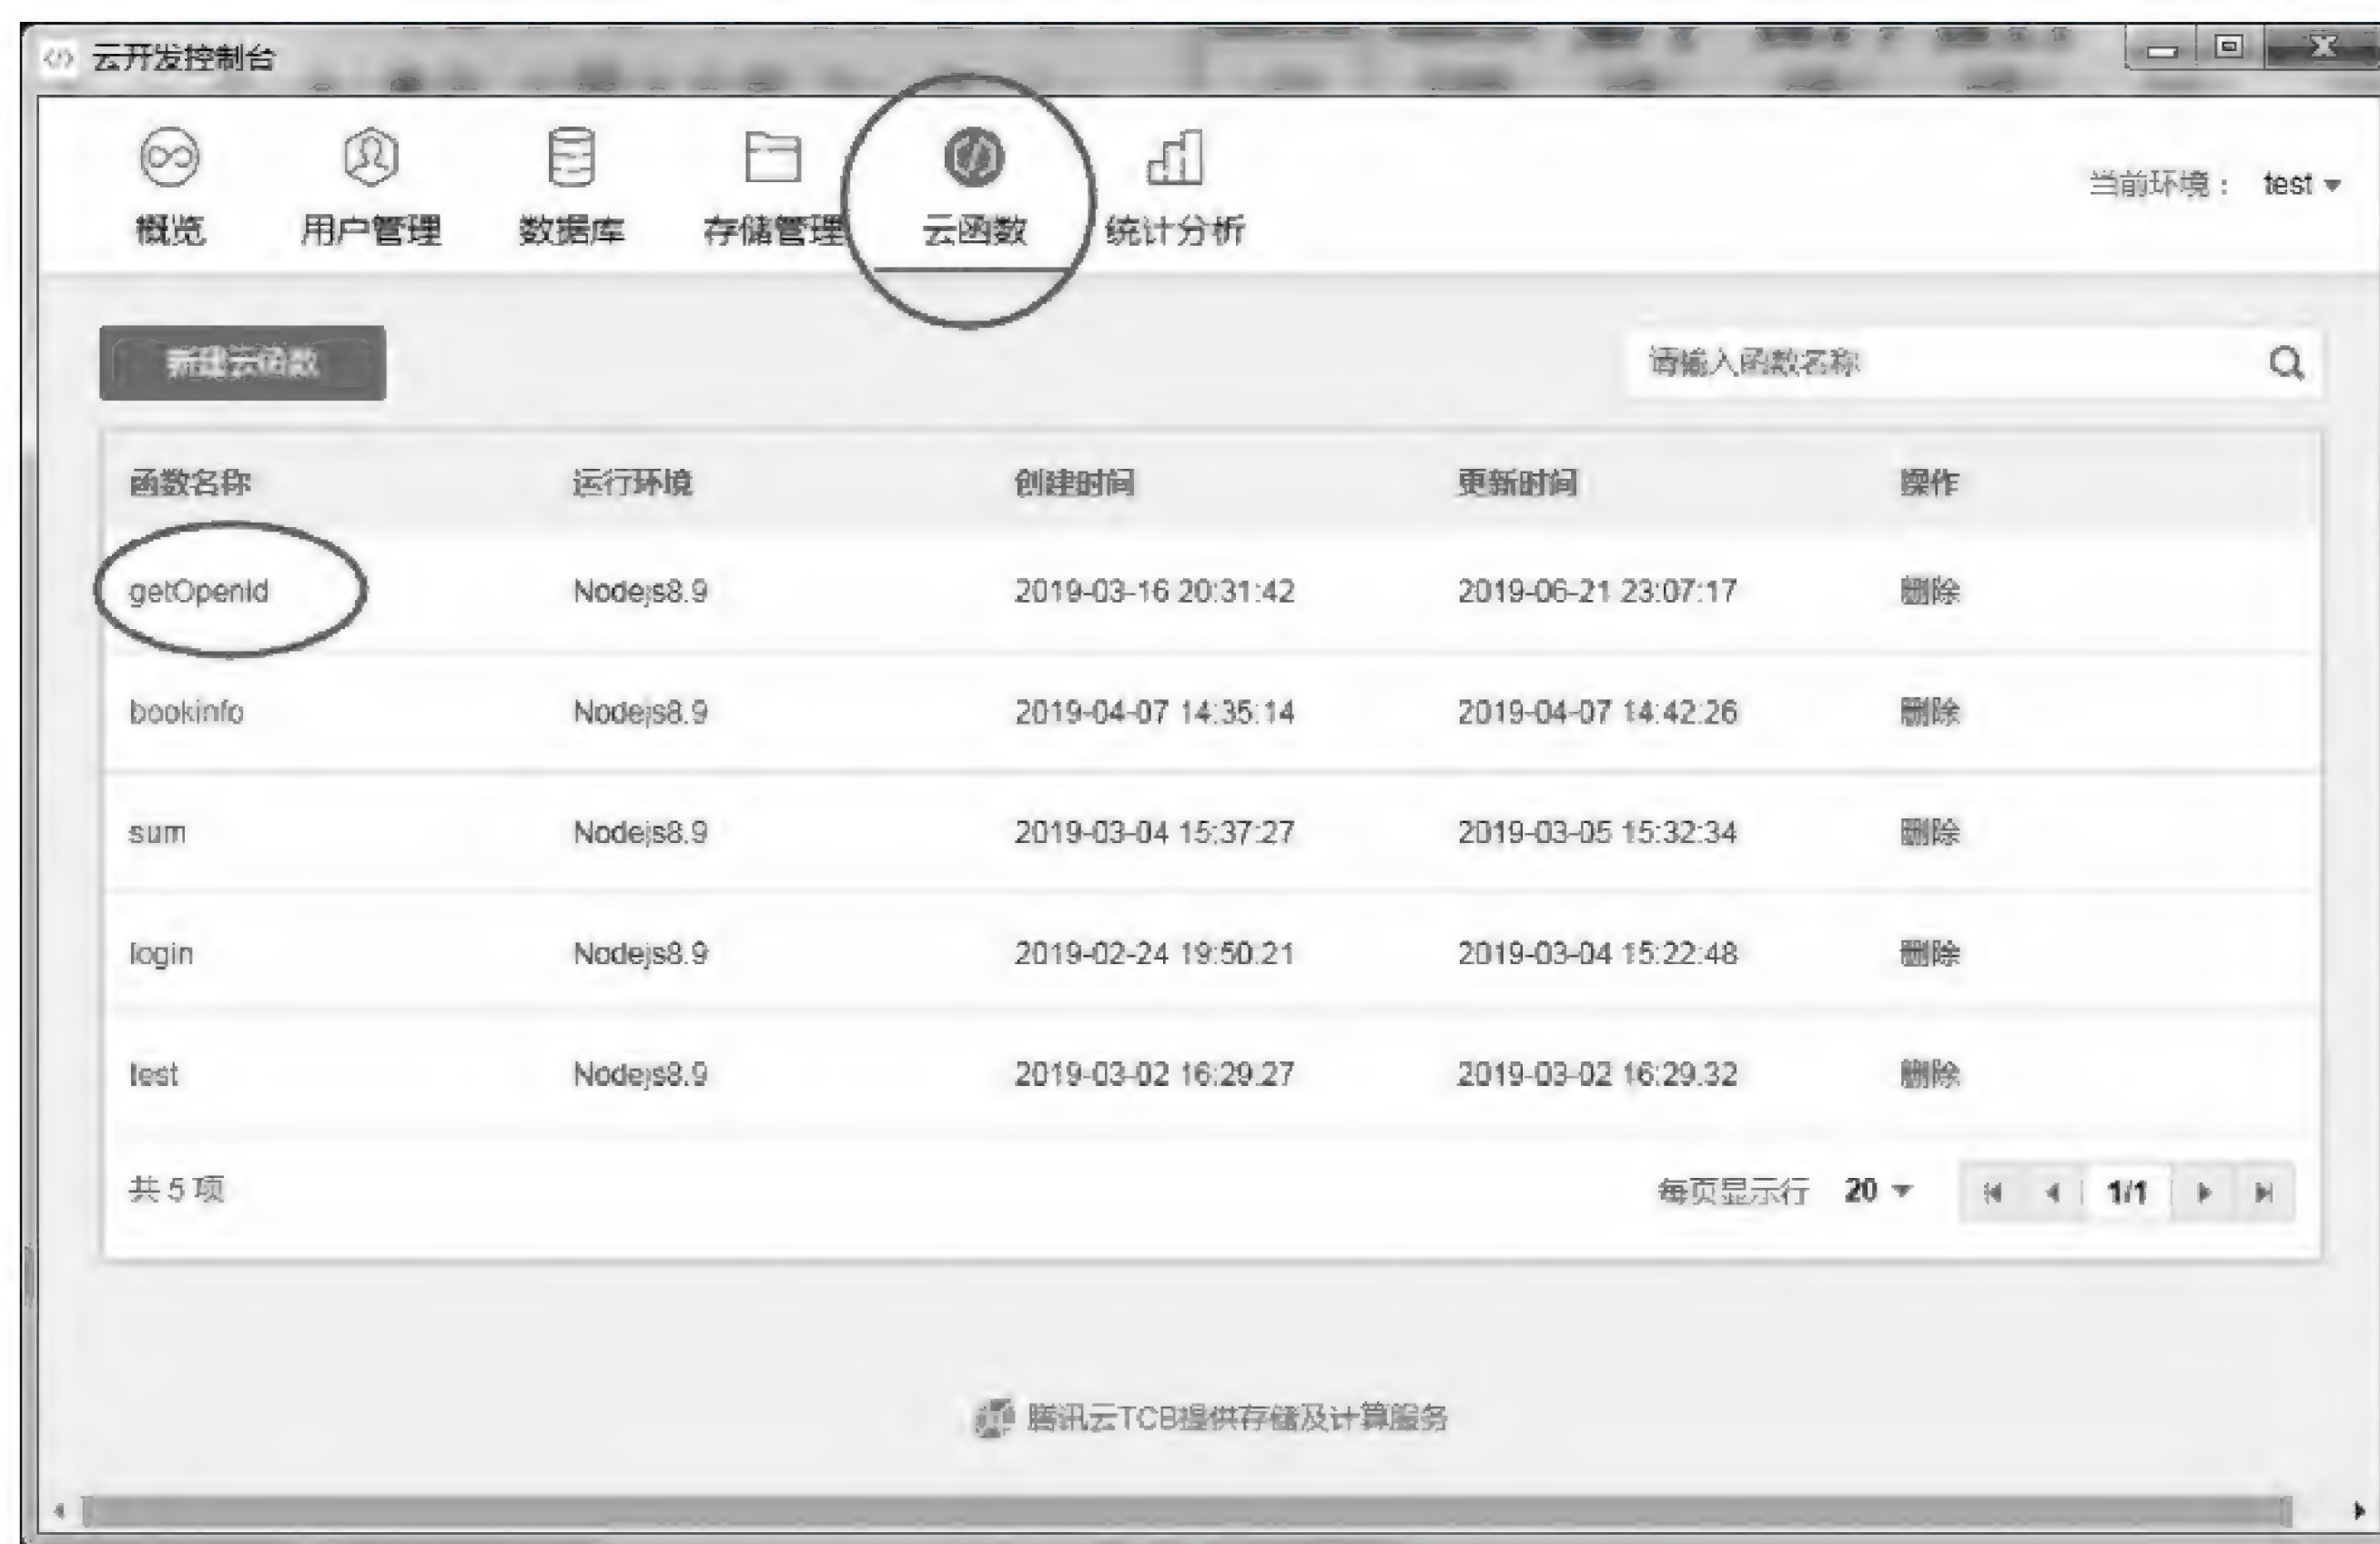 云开发控制台
概览 用户管理 数据库 存储管理 云函数 统计分析 当前环境： test
新建云函数 请输入函数名称
函数名称 运行环境 创建时间 更新时间 操作
getOpenId Nodejs8.9 2019-03-16 20:31:42 2019-06-21 23:07:17 删除
bookinfo Nodejs8.9 2019-04-07 14:35:14 2019-04-07 14:42:26 删除
sum Nodejs8.9 2019-03-04 15:37:27 2019-03-05 15:32:34 删除
login Nodejs8.9 2019-02-24 19:50:21 2019-03-04 15:22:48 删除
test Nodejs8.9 2019-03-02 16:29:27 2019-03-02 16:29:32 删除
共 5 项 每页显示行 20 1/1
腾讯云TCB提供存储及计算服务